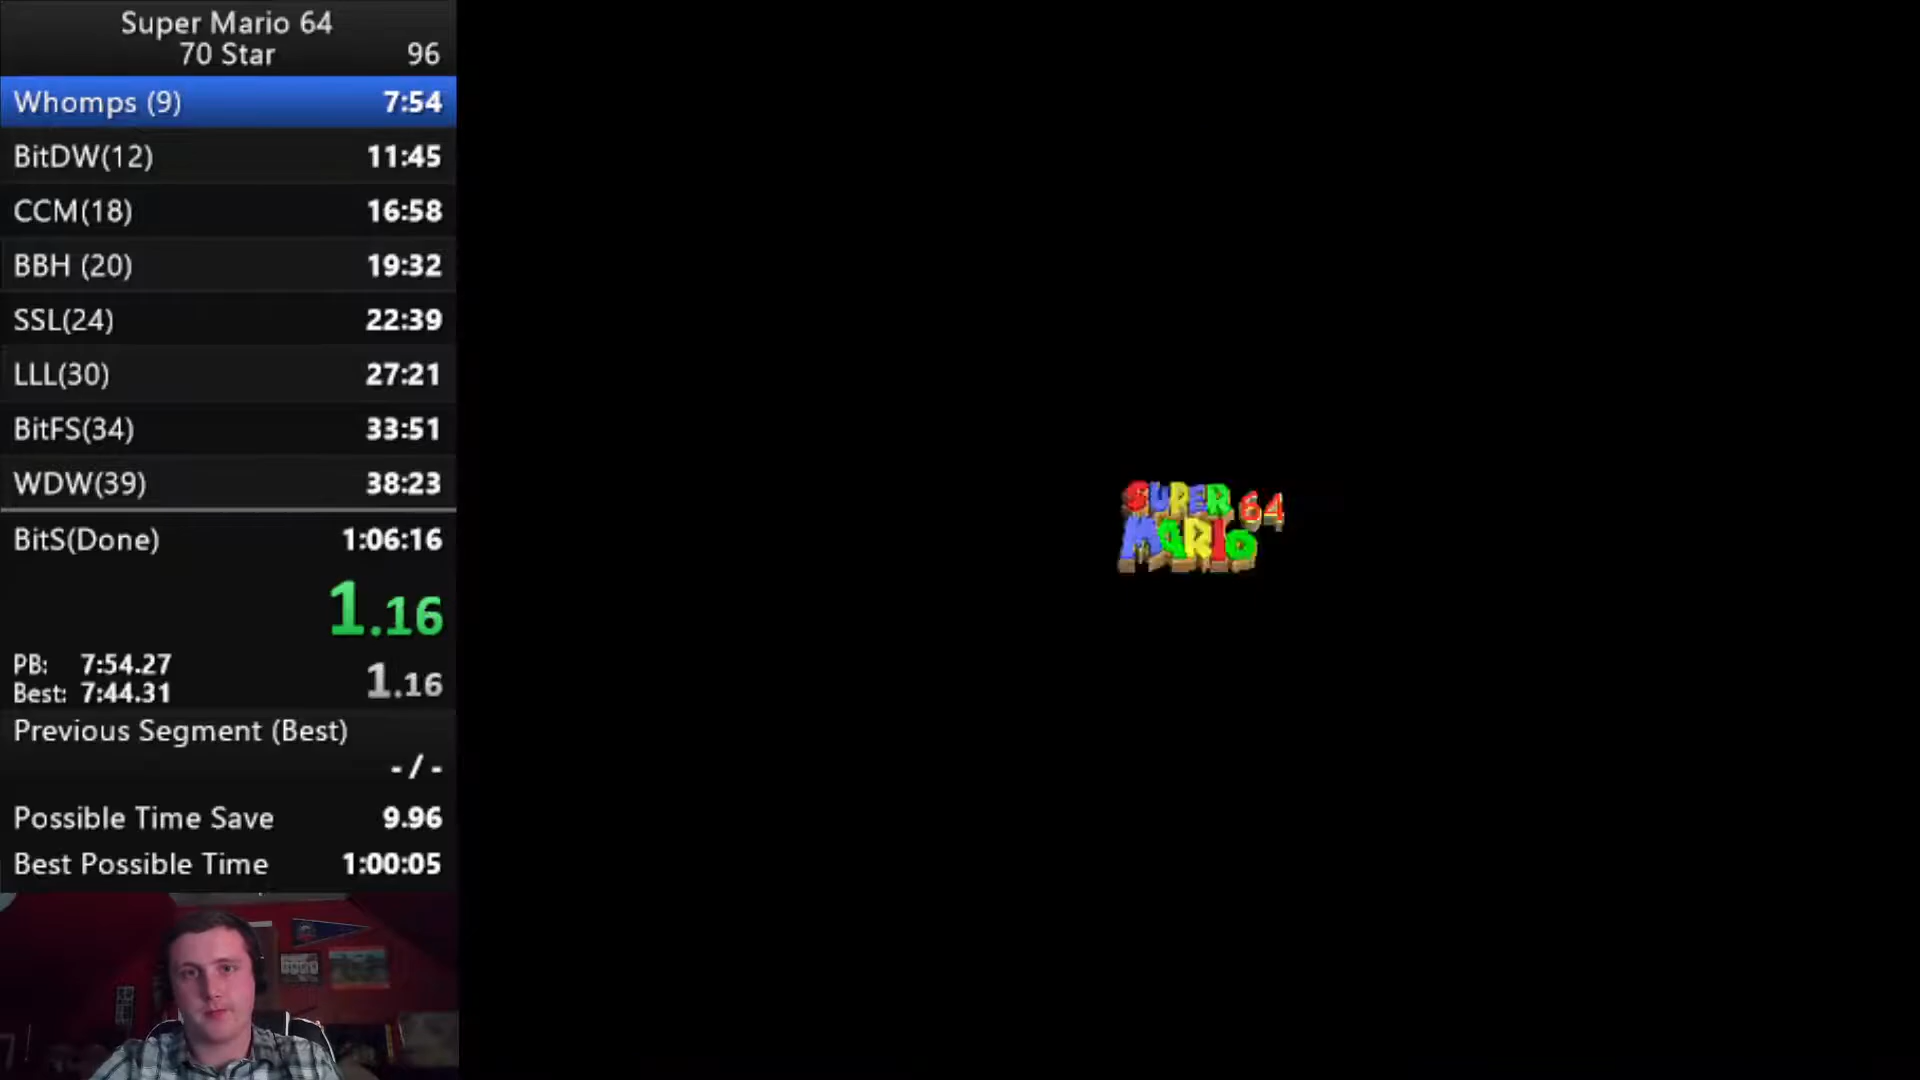 Super Mario 64
70 Star 96
Whomps (9) 7:54
BitDW(12) 11:45
CCM(18) 16:58
BBH (20) 19:32
SSL(24) 22:39
LLL(30) 27:21
BitFS(34) 33:51
WDW(39) 38:23
BitS(Done) 1:06:16
1.16
PB: 7:54.27
Best: 7:44.31
1.16
Previous Segment (Best)
- / -
Possible Time Save 9.96
Best Possible Time 1:00:05
SUPER
MARIO
64